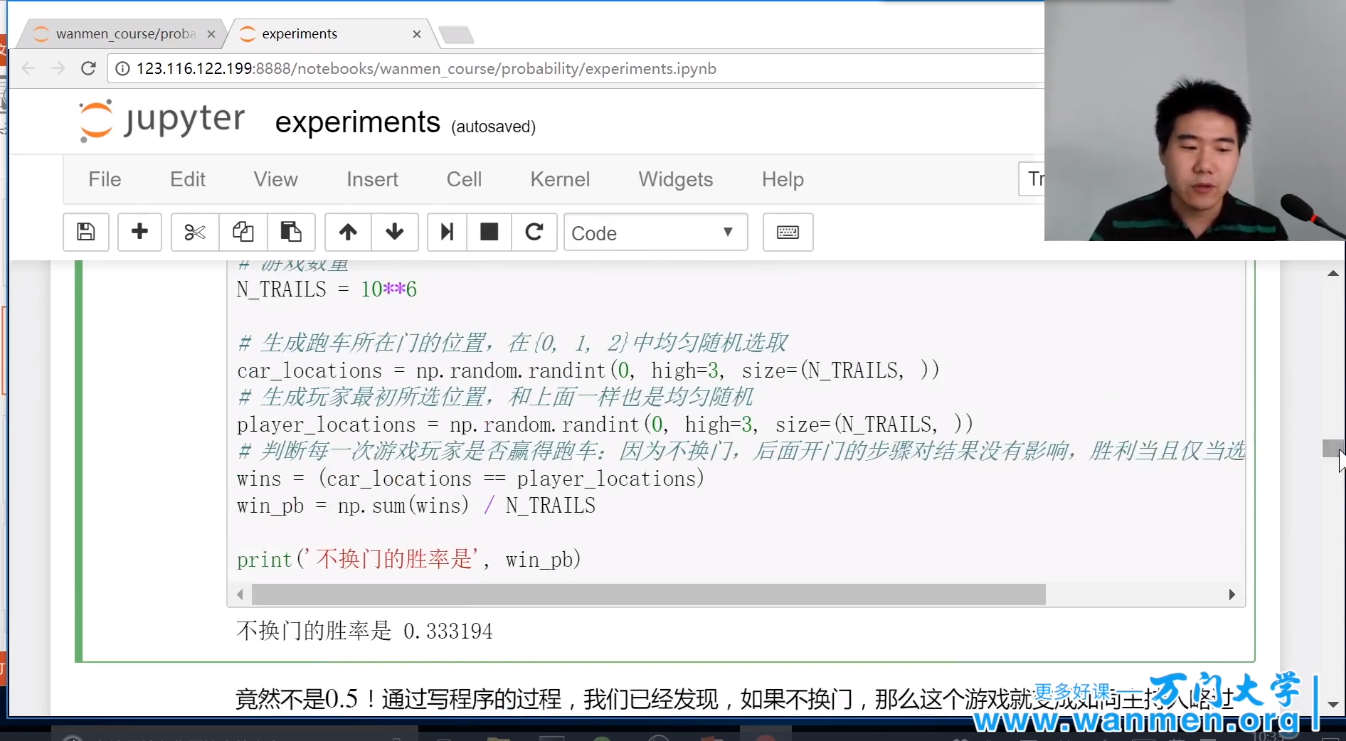 wanmen_course/proba
experiments
123.116.122.199:8888/notebooks/wanmen_course/probability/experiments.ipynb
jupyter experiments (autosaved)
File Edit View Insert Cell Kernel Widgets Help
Tr
Code
# 游戏数量
N_TRAILS = 10**6
# 生成跑车所在门的位置，在{0, 1, 2}中均匀随机选取
car_locations = np.random.randint(0, high=3, size=(N_TRAILS, ))
# 生成玩家最初所选位置，和上面一样也是均匀随机
player_locations = np.random.randint(0, high=3, size=(N_TRAILS, ))
# 判断每一次游戏玩家是否赢得跑车：因为不换门，后面开门的步骤对结果没有影响，胜利当且仅当选
wins = (car_locations == player_locations)
win_pb = np.sum(wins) / N_TRAILS
print('不换门的胜率是', win_pb)
不换门的胜率是 0.333194
竟然不是0.5！通过写程序的过程，我们已经发现，如果不换门，那么这个游戏就变成如同主持人略过
更多好课——万门大学
www.wanmen.org